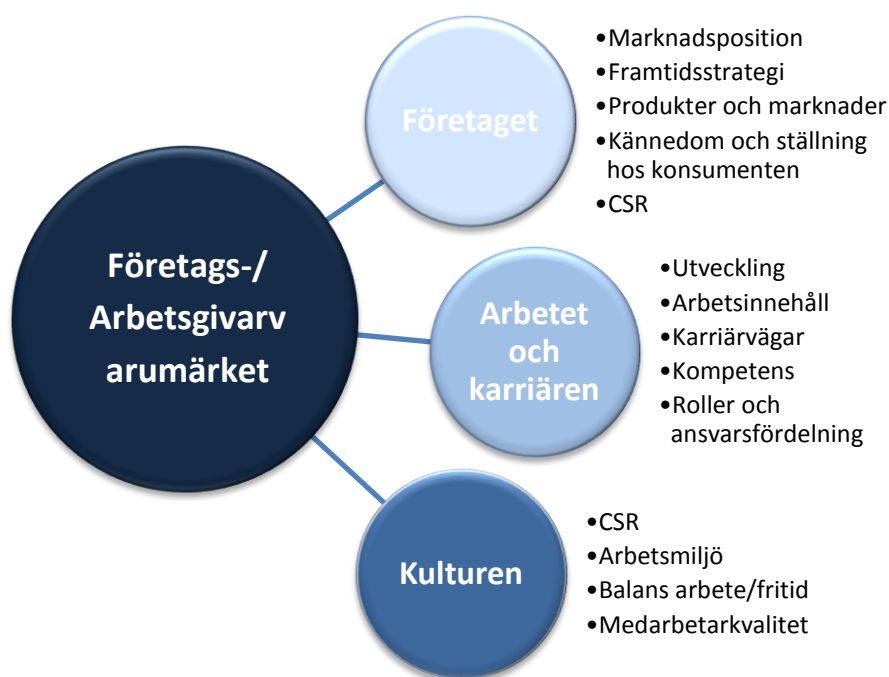 Företags-/
Arbetsgivarv
arumärket
Företaget
•Marknadsposition
•Framtidsstrategi
•Produkter och marknader
•Kännedom och ställning
hos konsumenten
•CSR
Arbetet
och
karriären
•Utveckling
•Arbetsinnehåll
•Karriärvägar
•Kompetens
•Roller och
ansvarsfördelning
Kulturen
•CSR
•Arbetsmiljö
•Balans arbete/fritid
•Medarbetarkvalitet